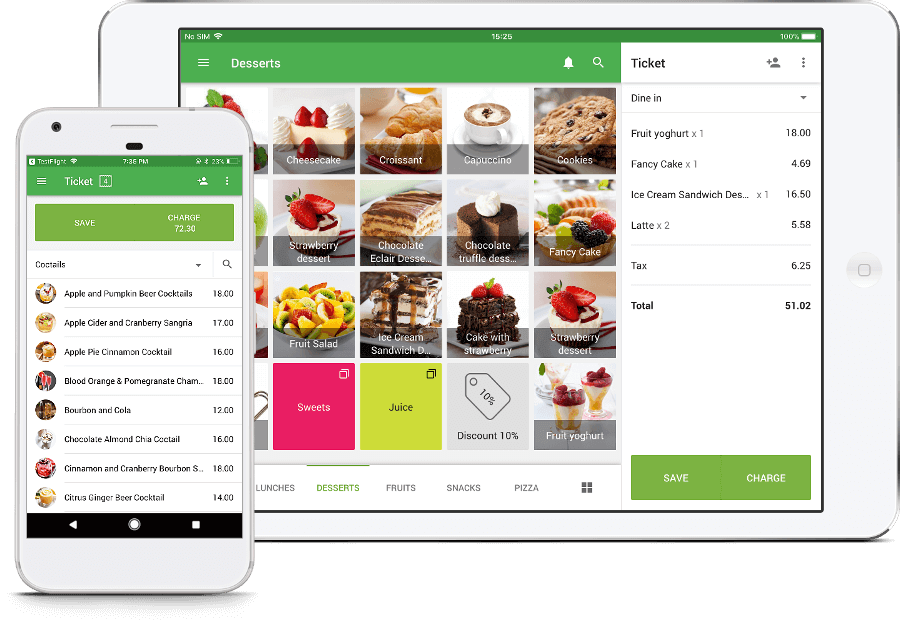 No SIM
15:25
100%
Desserts
Ticket
Dine in
Cheesecake
Croissant
Capuccino
Cookies
Strawberry
dessert
Chocolate
Eclair Desse...
Chocolate
truffle dess...
Fancy Cake
Fruit Salad
Ice Cream
Sandwich D...
Cake with
strawberry
Strawberry
dessert
Sweets
Juice
10%
Discount 10%
Fruit yoghurt
LUNCHES
DESSERTS
FRUITS
SNACKS
PIZZA
Fruit yoghurt x 1 18.00
Fancy Cake x 1 4.69
Ice Cream Sandwich Des... x 1 16.50
Latte x 2 5.58
Tax 6.25
Total 51.02
SAVE
CHARGE
TestFlight
7:36 PM
23%
Ticket 4
SAVE
CHARGE
72.30
Coctails
Apple and Pumpkin Beer Cocktails 18.00
Apple Cider and Cranberry Sangria 17.00
Apple Pie Cinnamon Cocktail 16.00
Blood Orange & Pomegranate Cham... 18.00
Bourbon and Cola 12.00
Chocolate Almond Chia Coctail 16.00
Cinnamon and Cranberry Bourbon S... 18.00
Citrus Ginger Beer Cocktail 14.00